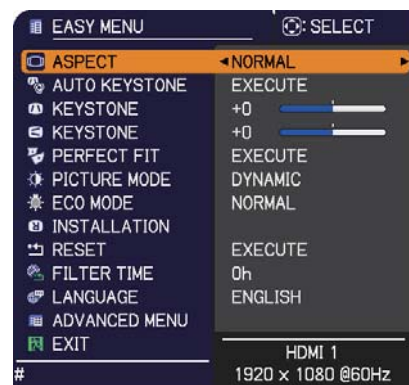 EASY MENU : SELECT
ASPECT NORMAL
AUTO KEYSTONE EXECUTE
KEYSTONE +0
KEYSTONE +0
PERFECT FIT EXECUTE
PICTURE MODE DYNAMIC
ECO MODE NORMAL
INSTALLATION
RESET EXECUTE
FILTER TIME 0h
LANGUAGE ENGLISH
ADVANCED MENU
EXIT
HDMI 1
# 1920 x 1080 @60Hz